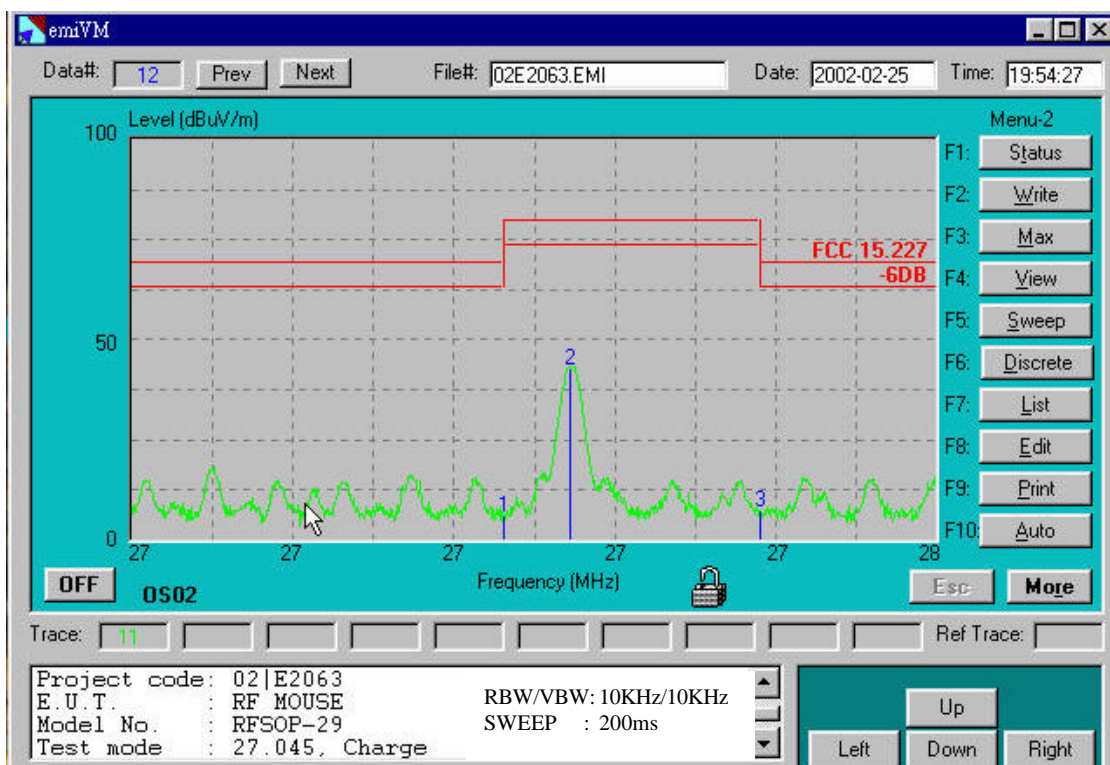 emiVM
Data#: 12 Prev Next File#: 02E2063.EMI Date: 2002-02-25 Time: 19:54:27
Level (dBuV/m)
Menu-2
100
F1: Status
F2: Write
F3: Max
FCC 15.227
-6DB
F4: View
50
F5: Sweep
2
F6: Discrete
F7: List
F8: Edit
1
3
F9: Print
0
F10: Auto
27 27 27 27 27 28
OFF OS02 Frequency (MHz) Esc More
Trace: 11 Ref Trace:
Project code: 02|E2063
E.U.T. : RF MOUSE
Model No. : RFSOP-29
Test mode : 27.045, Charge
RBW/VBW: 10KHz/10KHz
SWEEP : 200ms
Up
Left Down Right